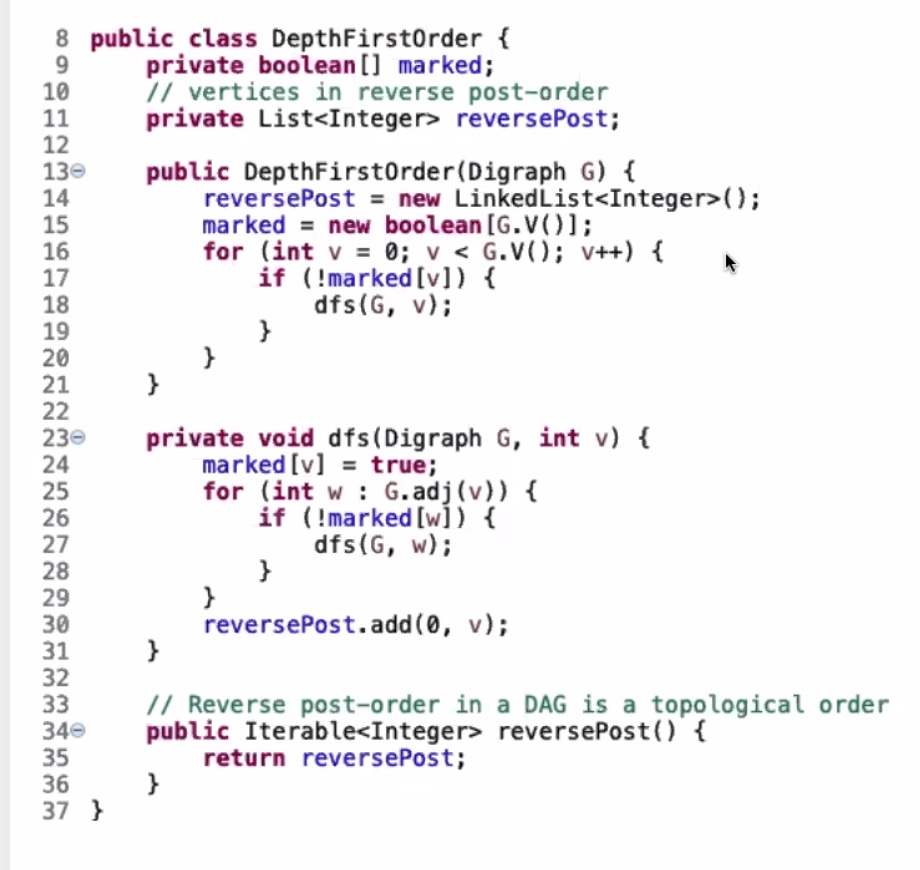 8 public class DepthFirstOrder {
9     private boolean[] marked;
10     // vertices in reverse post-order
11     private List<Integer> reversePost;
12
13     public DepthFirstOrder(Digraph G) {
14         reversePost = new LinkedList<Integer>();
15         marked = new boolean[G.V()];
16         for (int v = 0; v < G.V(); v++) {
17             if (!marked[v]) {
18                 dfs(G, v);
19             }
20         }
21     }
22
23     private void dfs(Digraph G, int v) {
24         marked[v] = true;
25         for (int w : G.adj(v)) {
26             if (!marked[w]) {
27                 dfs(G, w);
28             }
29         }
30         reversePost.add(0, v);
31     }
32
33     // Reverse post-order in a DAG is a topological order
34     public Iterable<Integer> reversePost() {
35         return reversePost;
36     }
37 }